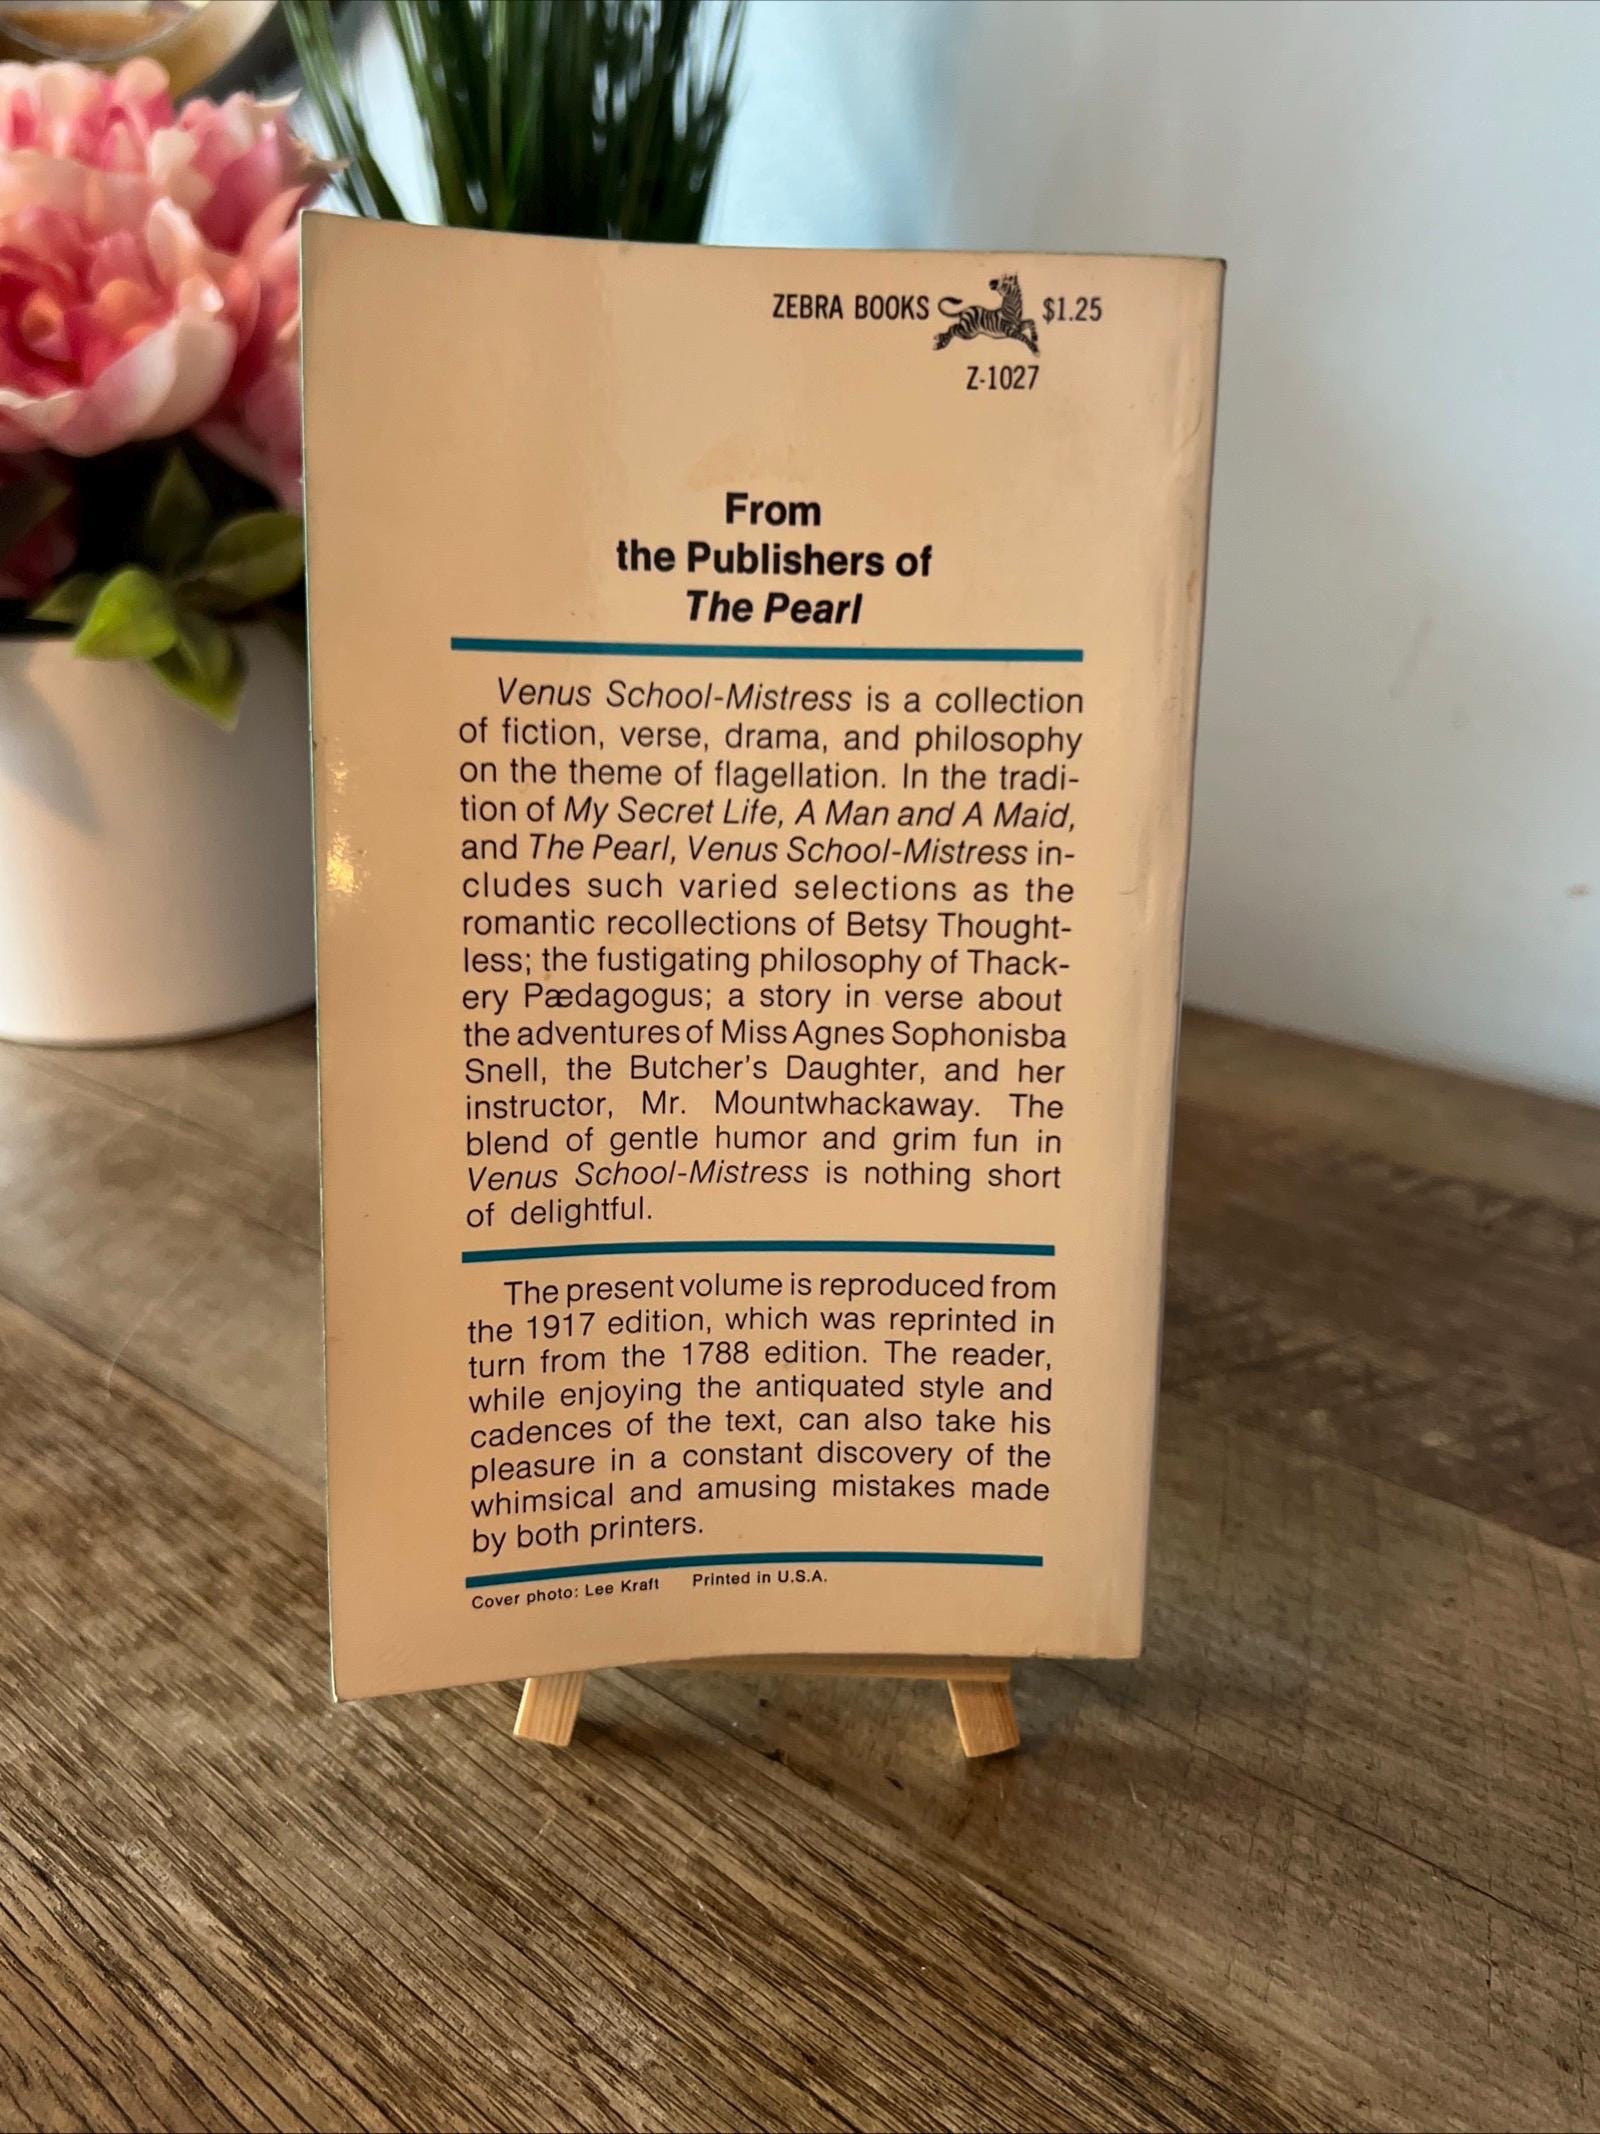 ZEBRA BOOKS $1.25
Z-1027
From
the Publishers of
The Pearl
Venus School-Mistress is a collection
of fiction, verse, drama, and philosophy
on the theme of flagellation. In the tradi-
tion of My Secret Life, A Man and A Maid,
and The Pearl, Venus School-Mistress in-
cludes such varied selections as the
romantic recollections of Betsy Thought-
less; the fustigating philosophy of Thack-
ery Pædagogus; a story in verse about
the adventures of Miss Agnes Sophonisba
Snell, the Butcher's Daughter, and her
instructor, Mr. Mountwhackaway. The
blend of gentle humor and grim fun in
Venus School-Mistress is nothing short
of delightful.
The present volume is reproduced from
the 1917 edition, which was reprinted in
turn from the 1788 edition. The reader,
while enjoying the antiquated style and
cadences of the text, can also take his
pleasure in a constant discovery of the
whimsical and amusing mistakes made
by both printers.
Cover photo: Lee Kraft Printed in U.S.A.